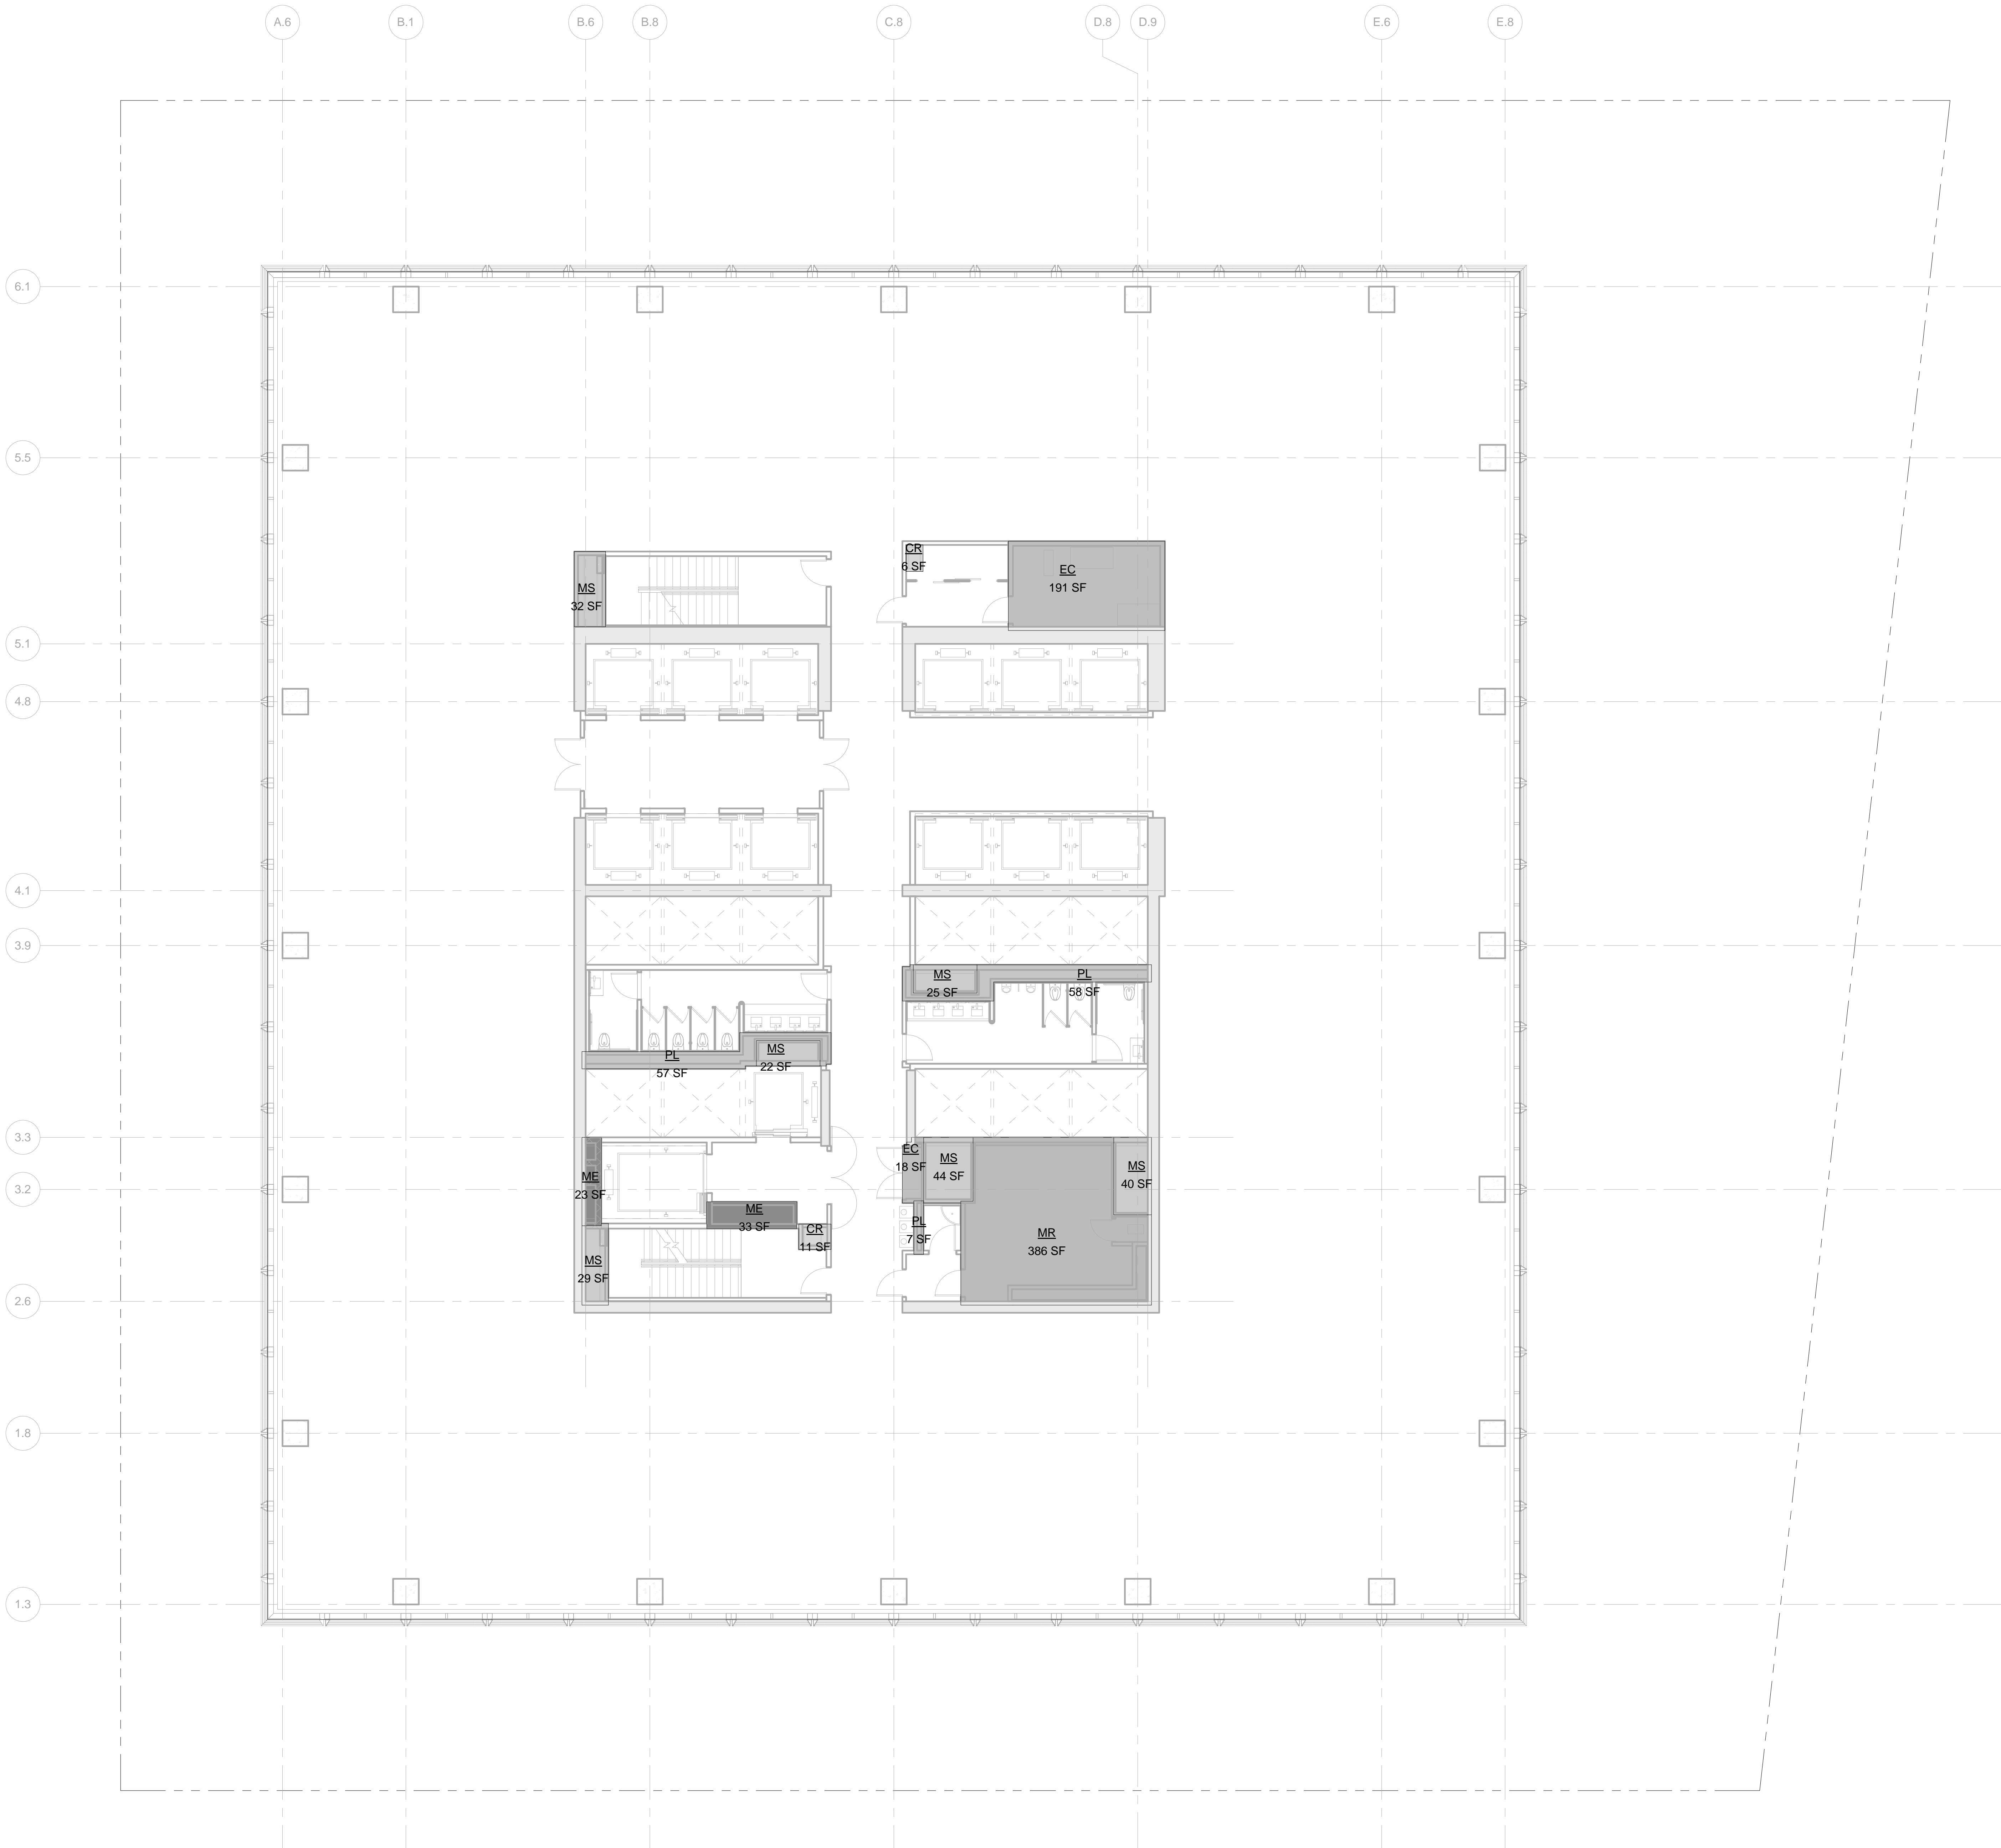 A.6
B.1
B.6
B.8
C.8
D.8
D.9
E.6
E.8
6.1
5.5
5.1
4.8
4.1
3.9
3.3
3.2
2.6
1.8
1.3
MS
32 SF
CR
6 SF
EC
191 SF
MS
25 SF
PL
58 SF
PL
57 SF
MS
22 SF
ME
23 SF
ME
33 SF
CR
11 SF
MS
29 SF
EC
18 SF
MS
44 SF
MS
40 SF
PL
7 SF
MR
386 SF